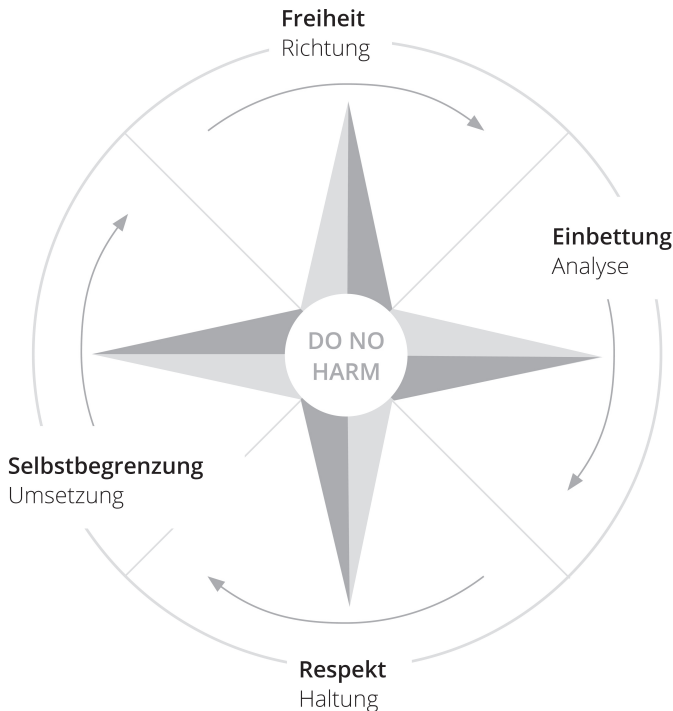 Freiheit
Richtung
Einbettung
Analyse
DO NO
HARM
Selbstbegrenzung
Umsetzung
Respekt
Haltung